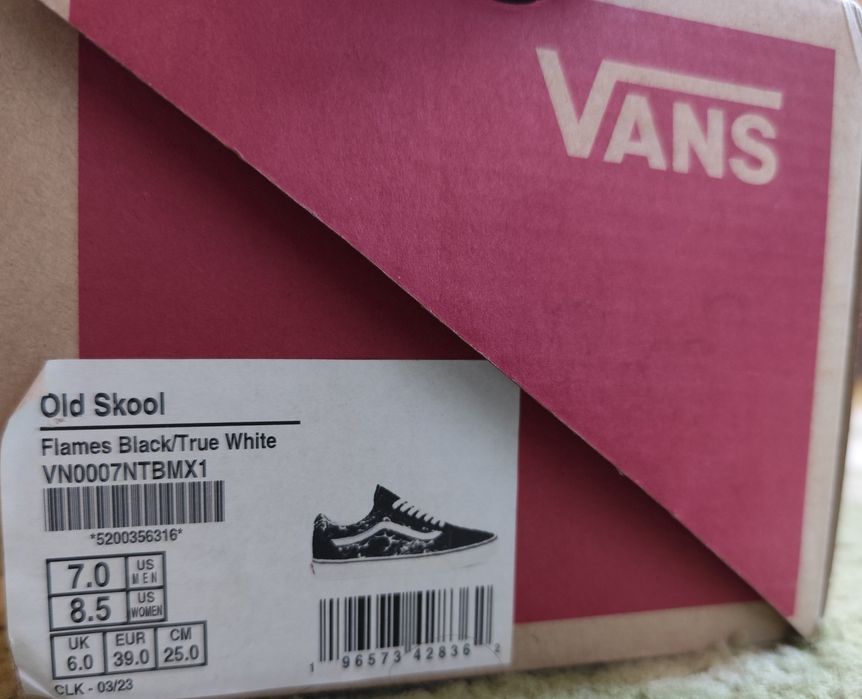 VANS
Old Skool
Flames Black/True White
VN0007NTBMX1
*5200356316*
7.0 US MEN
8.5 US WOMEN
UK EUR CM
6.0 39.0 25.0
1 96573 42836 2
CLK - 03/23